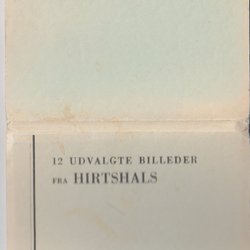 12 UDVALGTE BILLEDER
FRA HIRTSHALS